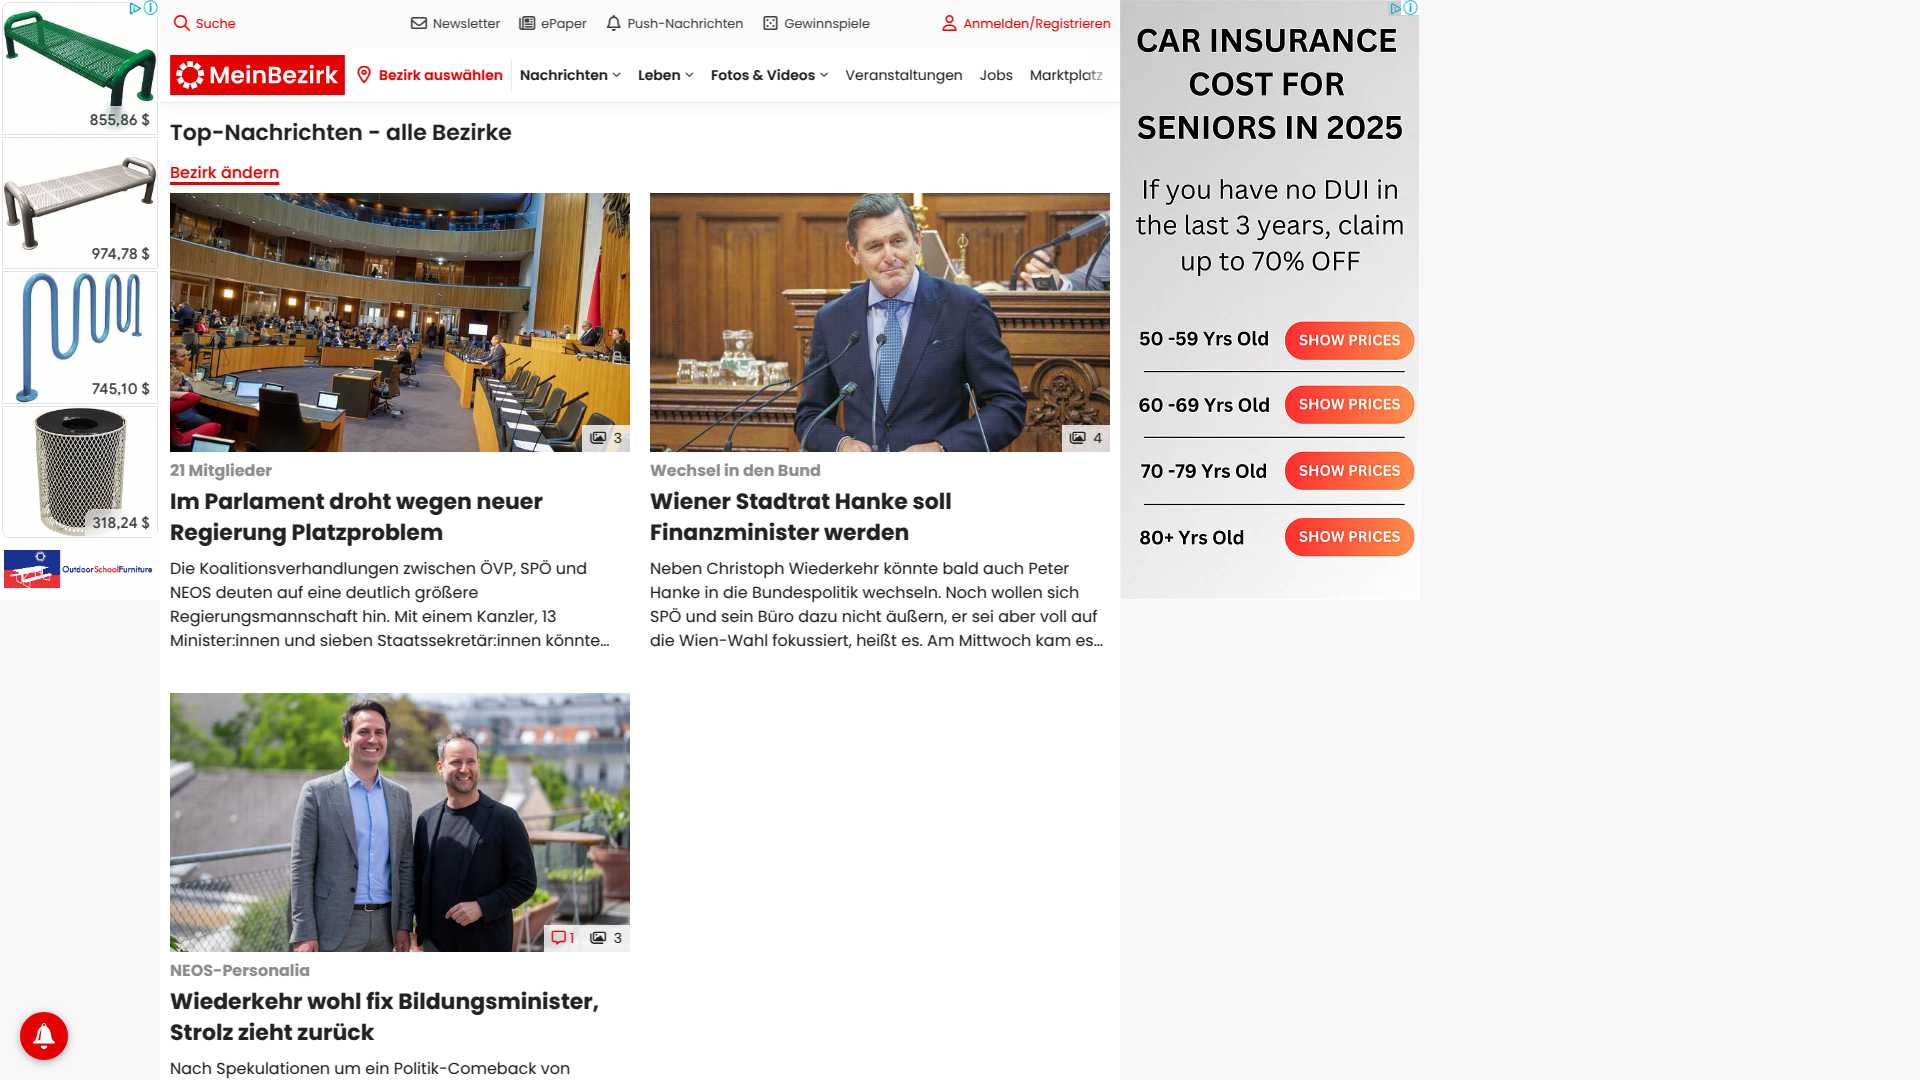 855,86 $
974,78 $
745,10 $
318,24 $
OutdoorSchoolFurniture
Suche
Newsletter
ePaper
Push-Nachrichten
Gewinnspiele
Anmelden/Registrieren
MeinBezirk
Bezirk auswählen
Nachrichten
Leben
Fotos & Videos
Veranstaltungen
Jobs
Marktplatz
Top-Nachrichten - alle Bezirke
Bezirk ändern
3
21 Mitglieder
Im Parlament droht wegen neuer
Regierung Platzproblem
Die Koalitionsverhandlungen zwischen ÖVP, SPÖ und
NEOS deuten auf eine deutlich größere
Regierungsmannschaft hin. Mit einem Kanzler, 13
Minister:innen und sieben Staatssekretär:innen könnte...
4
Wechsel in den Bund
Wiener Stadtrat Hanke soll
Finanzminister werden
Neben Christoph Wiederkehr könnte bald auch Peter
Hanke in die Bundespolitik wechseln. Noch wollen sich
SPÖ und sein Büro dazu nicht äußern, er sei aber voll auf
die Wien-Wahl fokussiert, heißt es. Am Mittwoch kam es...
1
3
NEOS-Personalia
Wiederkehr wohl fix Bildungsminister,
Strolz zieht zurück
Nach Spekulationen um ein Politik-Comeback von
CAR INSURANCE
COST FOR
SENIORS IN 2025
If you have no DUI in
the last 3 years, claim
up to 70% OFF
50 -59 Yrs Old SHOW PRICES
60 -69 Yrs Old SHOW PRICES
70 -79 Yrs Old SHOW PRICES
80+ Yrs Old SHOW PRICES